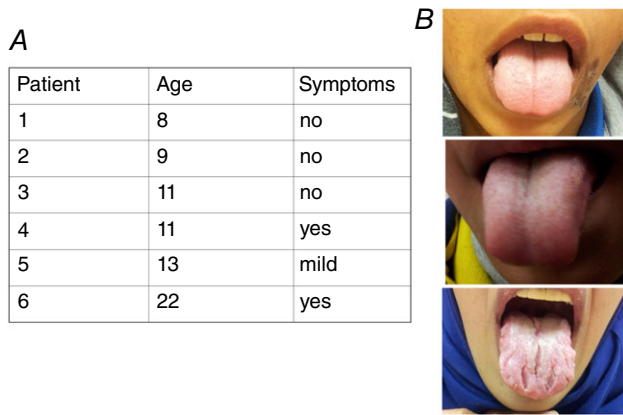 A
B
Patient Age Symptoms
1 8 no
2 9 no
3 11 no
4 11 yes
5 13 mild
6 22 yes